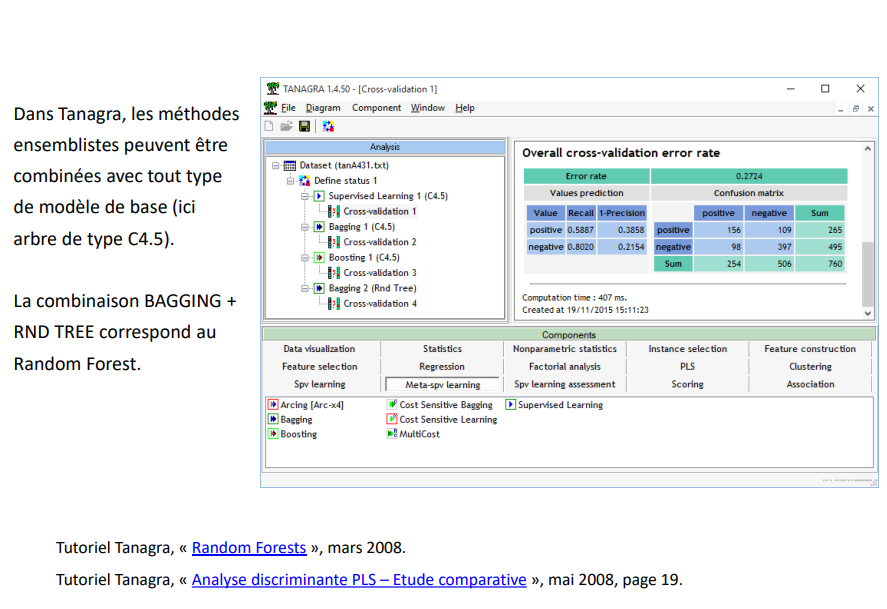 Dans Tanagra, les méthodes
ensemblistes peuvent être
combinées avec tout type
de modèle de base (ici
arbre de type C4.5).
La combinaison BAGGING +
RND TREE correspond au
Random Forest.
TANAGRA 1.4.50 - [Cross-validation 1]
File Diagram Component Window Help
Analysis
Dataset (tanA431.txt)
Define status 1
Supervised Learning 1 (C4.5)
Cross-validation 1
Bagging 1 (C4.5)
Cross-validation 2
Boosting 1 (C4.5)
Cross-validation 3
Bagging 2 (Rnd Tree)
Cross-validation 4
Overall cross-validation error rate
Error rate 0.2724
Values prediction Confusion matrix
Value Recall 1-Precision positive negative Sum
positive 0.5887 0.3858 positive 156 109 265
negative 0.8020 0.2154 negative 98 397 495
Sum 254 506 760
Computation time : 407 ms.
Created at 19/11/2015 15:11:23
Components
Data visualization Statistics Nonparametric statistics Instance selection Feature construction
Feature selection Regression Factorial analysis PLS Clustering
Spv learning Meta-spv learning Spv learning assessment Scoring Association
Arcing [Arc-x4] Cost Sensitive Bagging Supervised Learning
Bagging Cost Sensitive Learning
Boosting MultiCost
Tutoriel Tanagra, « Random Forests », mars 2008.
Tutoriel Tanagra, « Analyse discriminante PLS – Etude comparative », mai 2008, page 19.